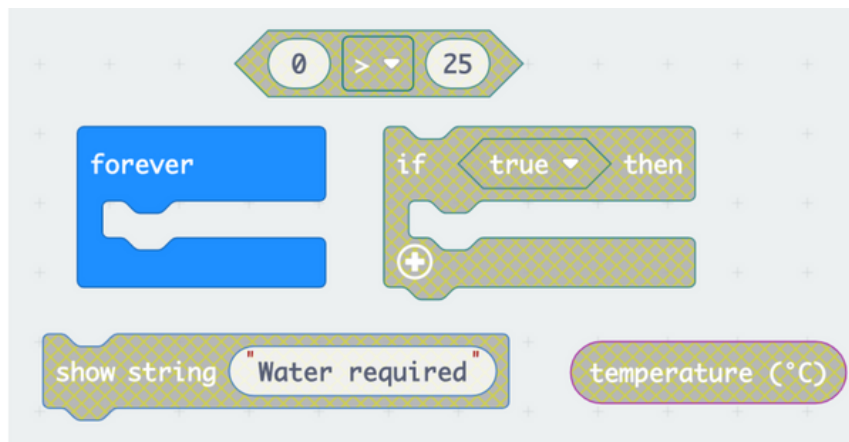 0 > 25
forever
if true then
show string "Water required"
temperature (°C)